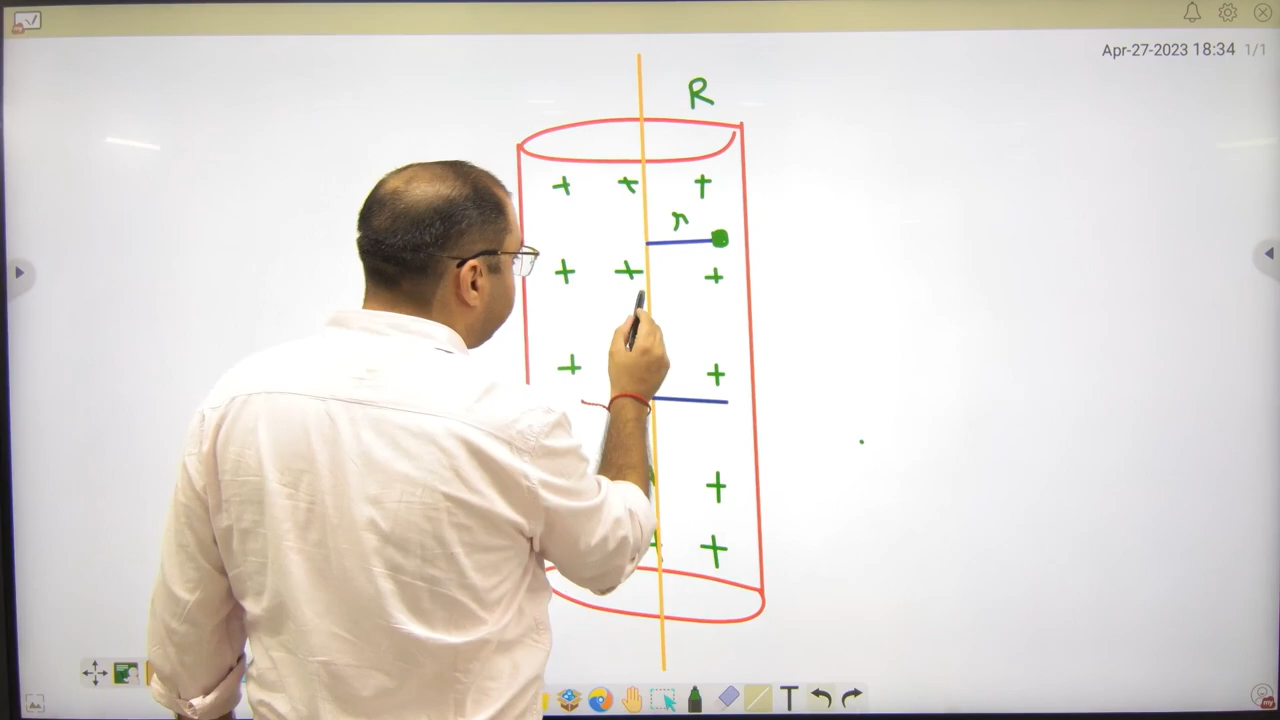 Apr-27-2023 18:34 1/1
R
+ + +
r
+ + +
+ +
+
+
T